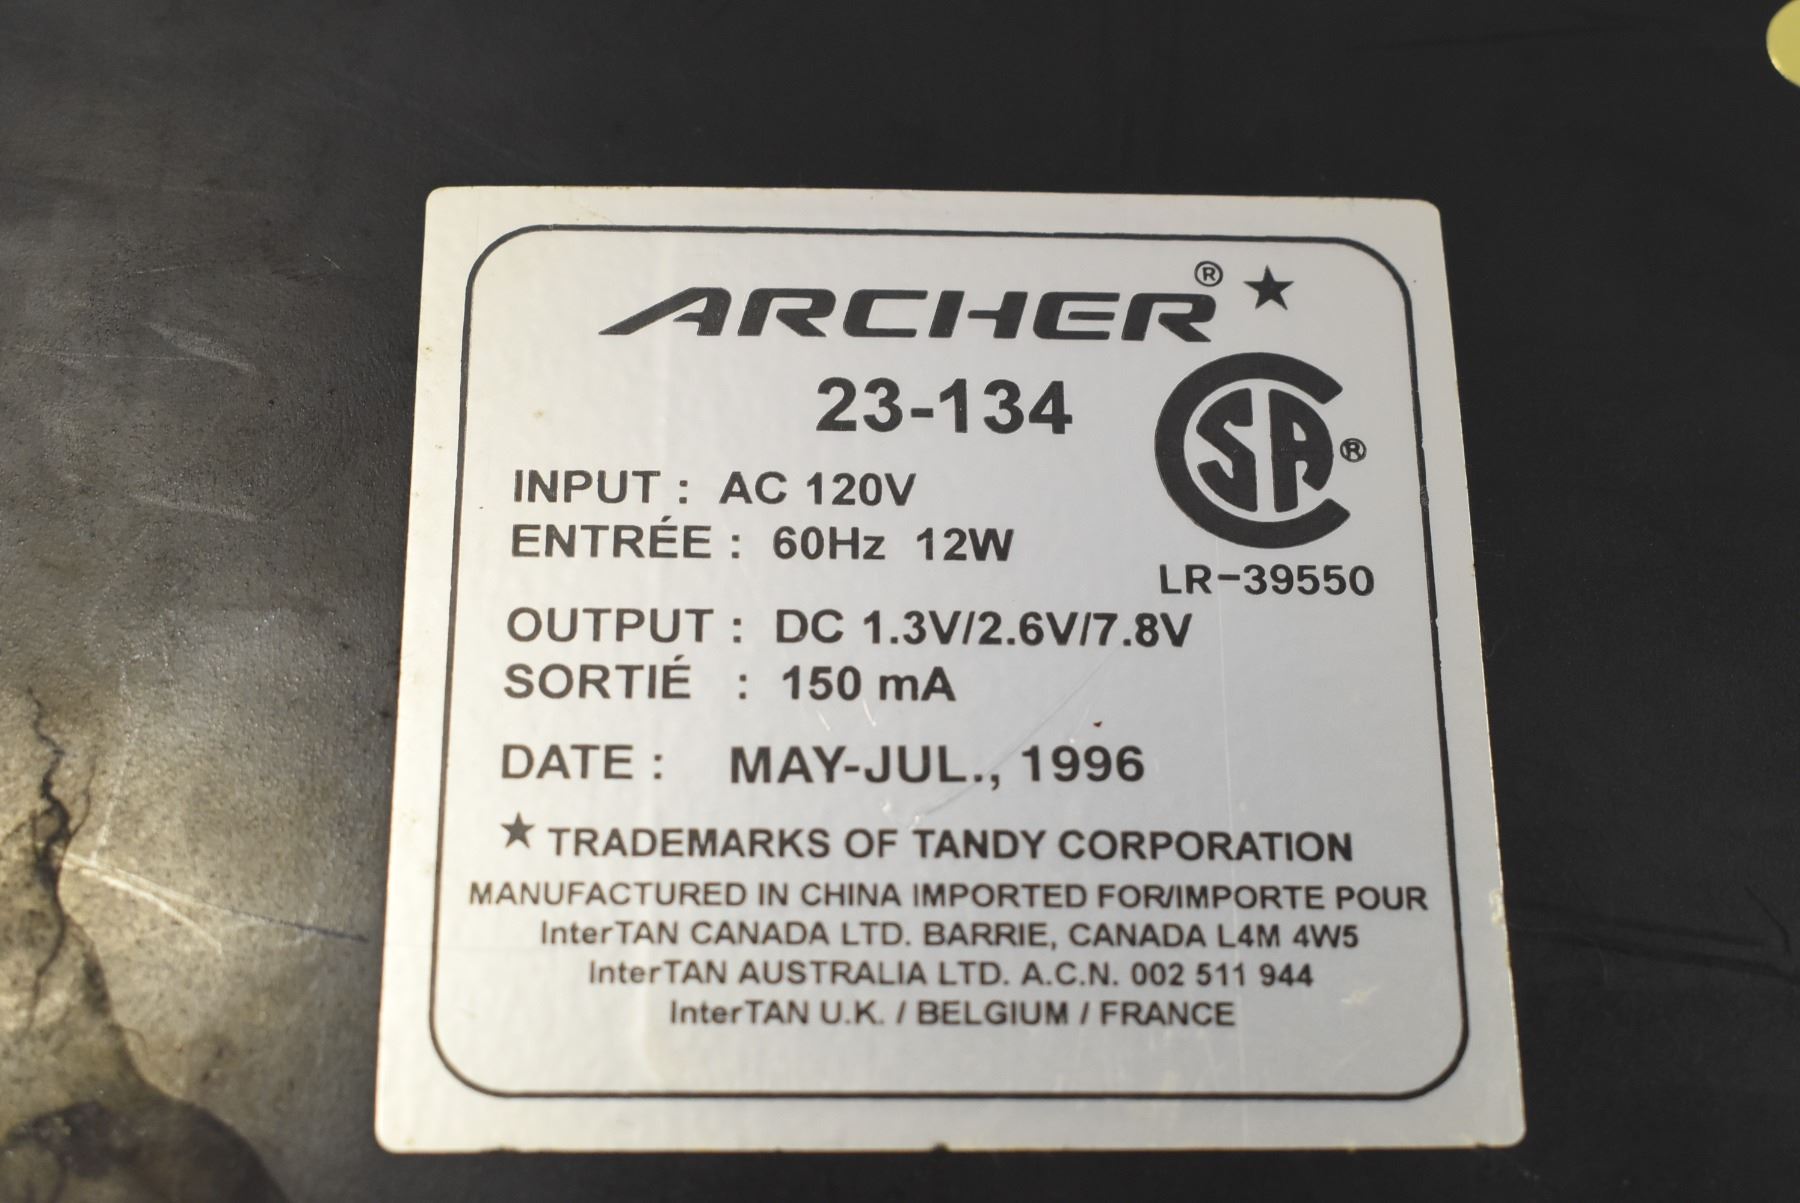 ARCHER® ★
23-134
INPUT : AC 120V
ENTRÉE : 60Hz 12W
CSA ®
LR-39550
OUTPUT : DC 1.3V/2.6V/7.8V
SORTIÉ : 150 mA
DATE : MAY-JUL., 1996
★ TRADEMARKS OF TANDY CORPORATION
MANUFACTURED IN CHINA IMPORTED FOR/IMPORTE POUR
InterTAN CANADA LTD. BARRIE, CANADA L4M 4W5
InterTAN AUSTRALIA LTD. A.C.N. 002 511 944
InterTAN U.K. / BELGIUM / FRANCE